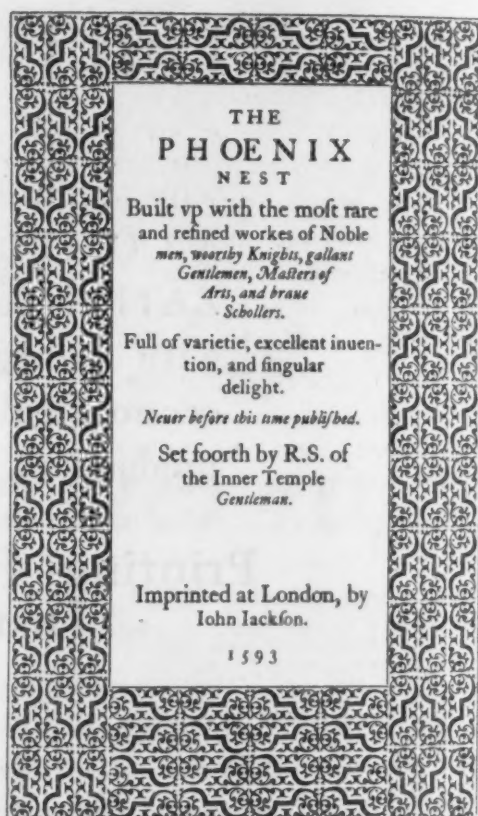 THE
PHOENIX
NEST
Built vp with the moſt rare
and refined workes of Noble
men, woorthy Knights, gallant
Gentlemen, Maſters of
Arts, and braue
Schollers.
Full of varietie, excellent inuen-
tion, and ſingular
delight.
Neuer before this time publiſhed.
Set foorth by R.S. of
the Inner Temple
Gentleman.
Imprinted at London, by
Iohn Iackſon.
1593